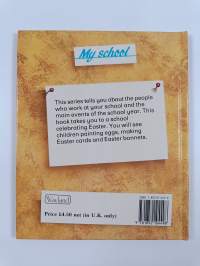 My school
This series tells you about the people
who work at your school and the
main events of the school year. This
book takes you to a school
celebrating Easter. You will see
children painting eggs, making
Easter cards and Easter bonnets.
Wayland
Price £4.50 net (in U.K. only)